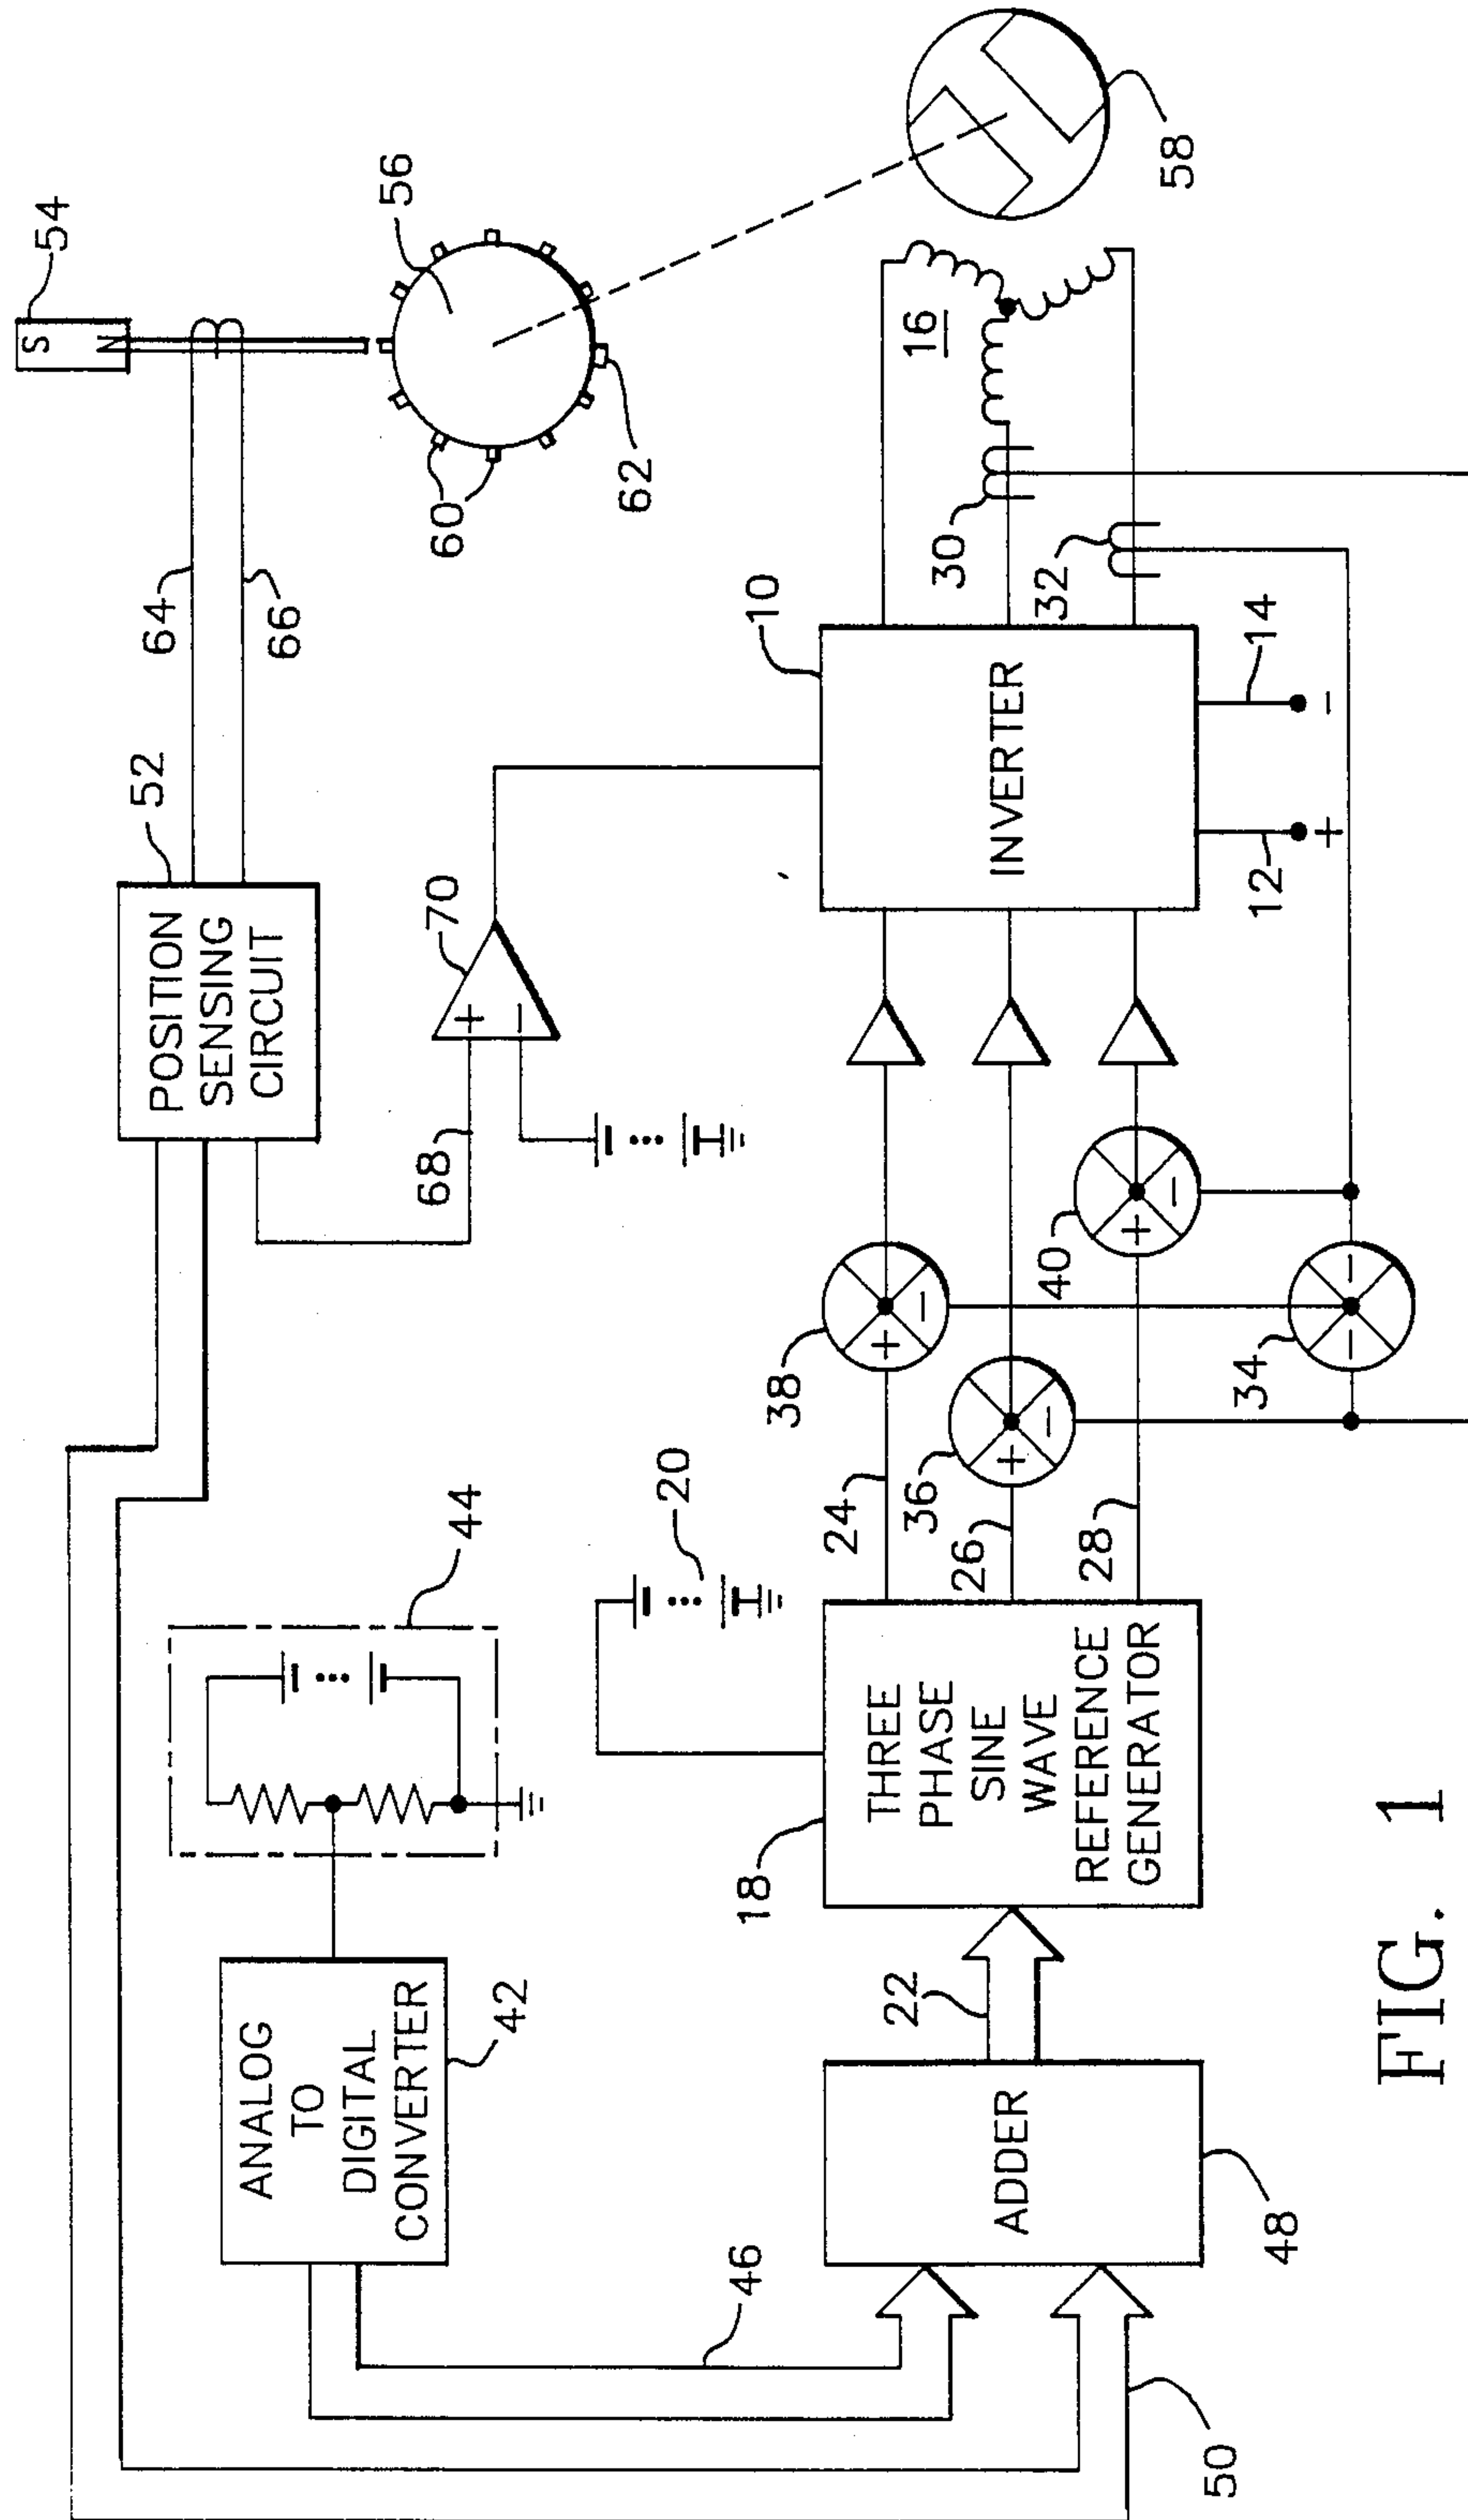 S
N
54
56
60
62
58
64
66
52
POSITION
SENSING
CIRCUIT
68
70
+
−
10
INVERTER
12
+
14
−
16
30
32
44
20
ANALOG
TO
DIGITAL
CONVERTER
42
46
50
ADDER
48
22
18
THREE
PHASE
SINE
WAVE
REFERENCE
GENERATOR
24
26
28
38
+
−
36
+
−
40
+
−
34
−
−
FIG. 1